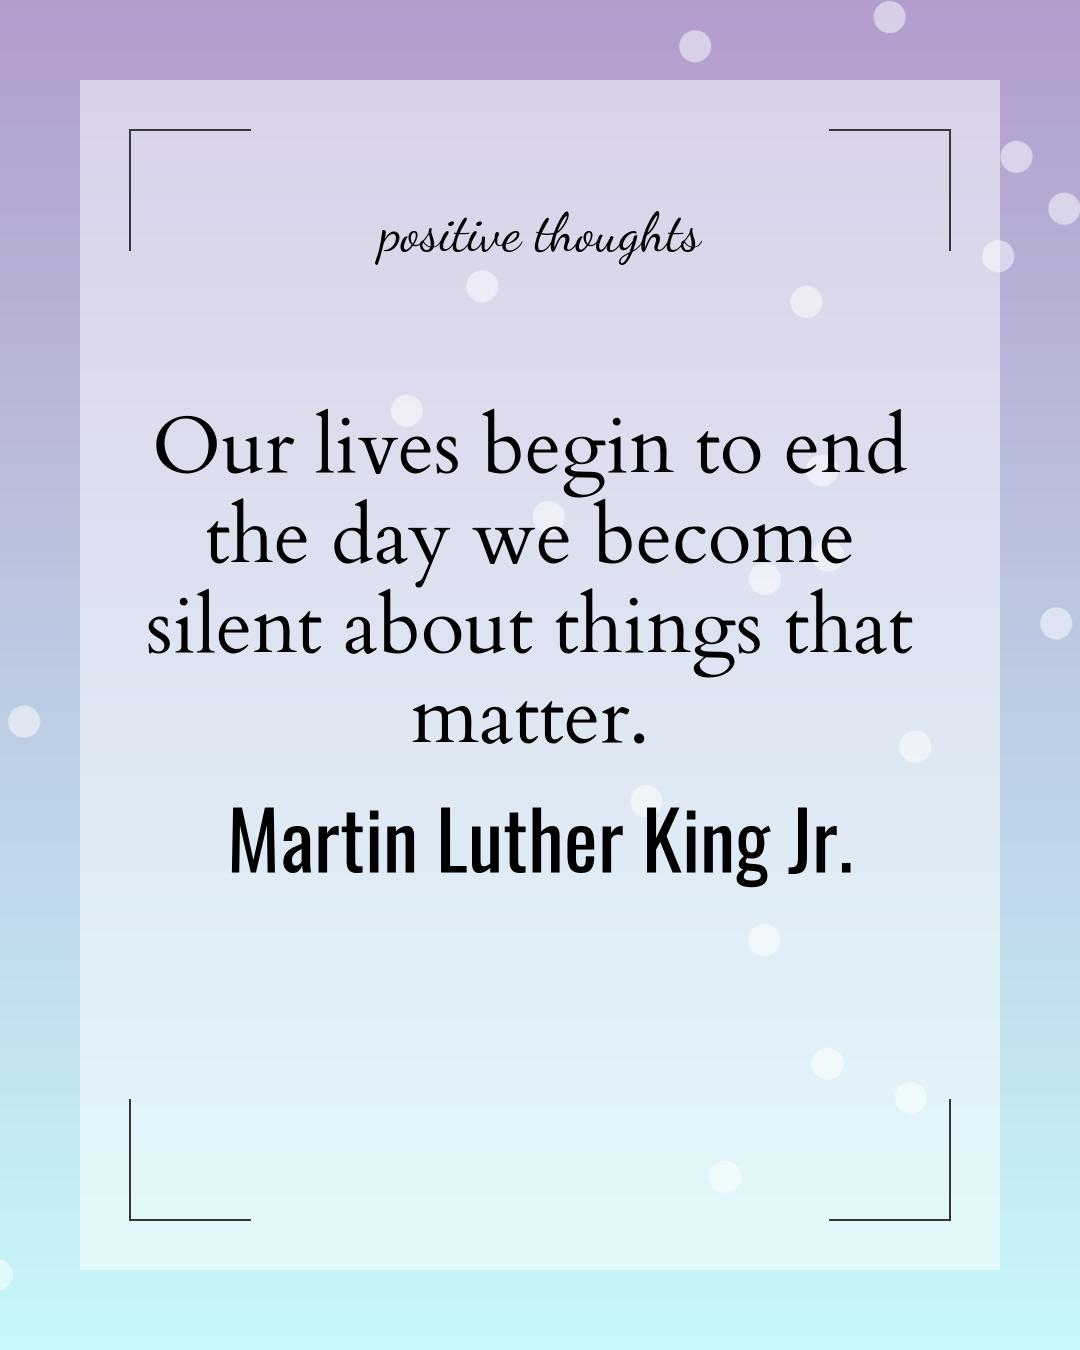 positive thoughts
Our lives begin to end
the day we become
silent about things that
matter.
Martin Luther King Jr.